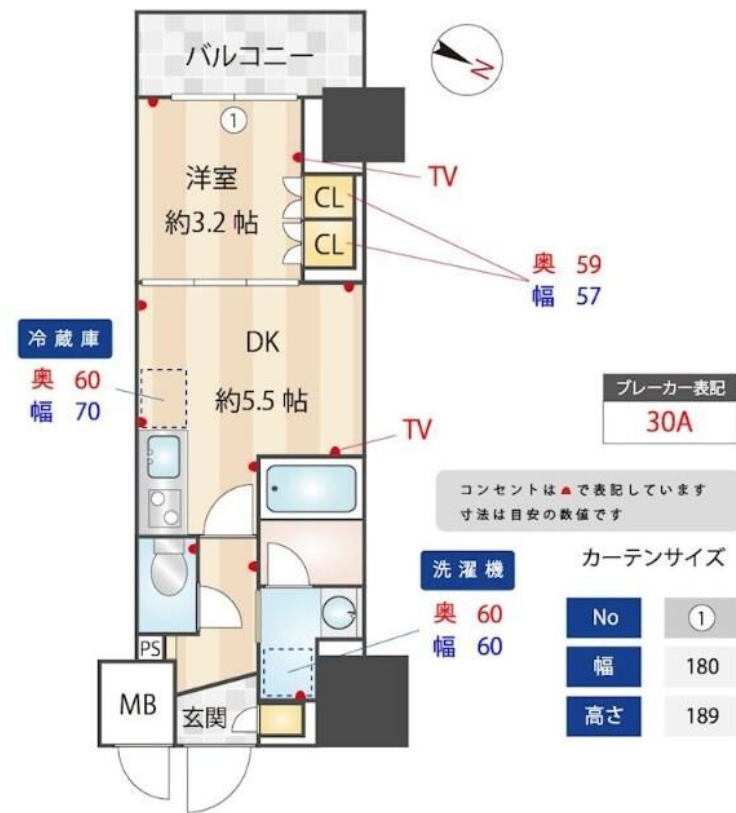 バルコニー
N
①
洋室
約3.2 帖
TV
CL
CL
奥 59
幅 57
冷蔵庫
奥 60
幅 70
DK
約5.5 帖
TV
ブレーカー表記
30A
コンセントは で表記しています
寸法は目安の数値です
洗濯機
奥 60
幅 60
カーテンサイズ
No ①
幅 180
高さ 189
PS
MB
玄関